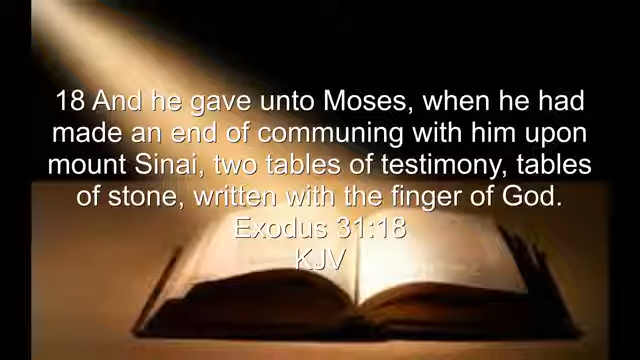 18 And he gave unto Moses, when he had
made an end of communing with him upon
mount Sinai, two tables of testimony, tables
of stone, written with the finger of God.
Exodus 31:18
KJV